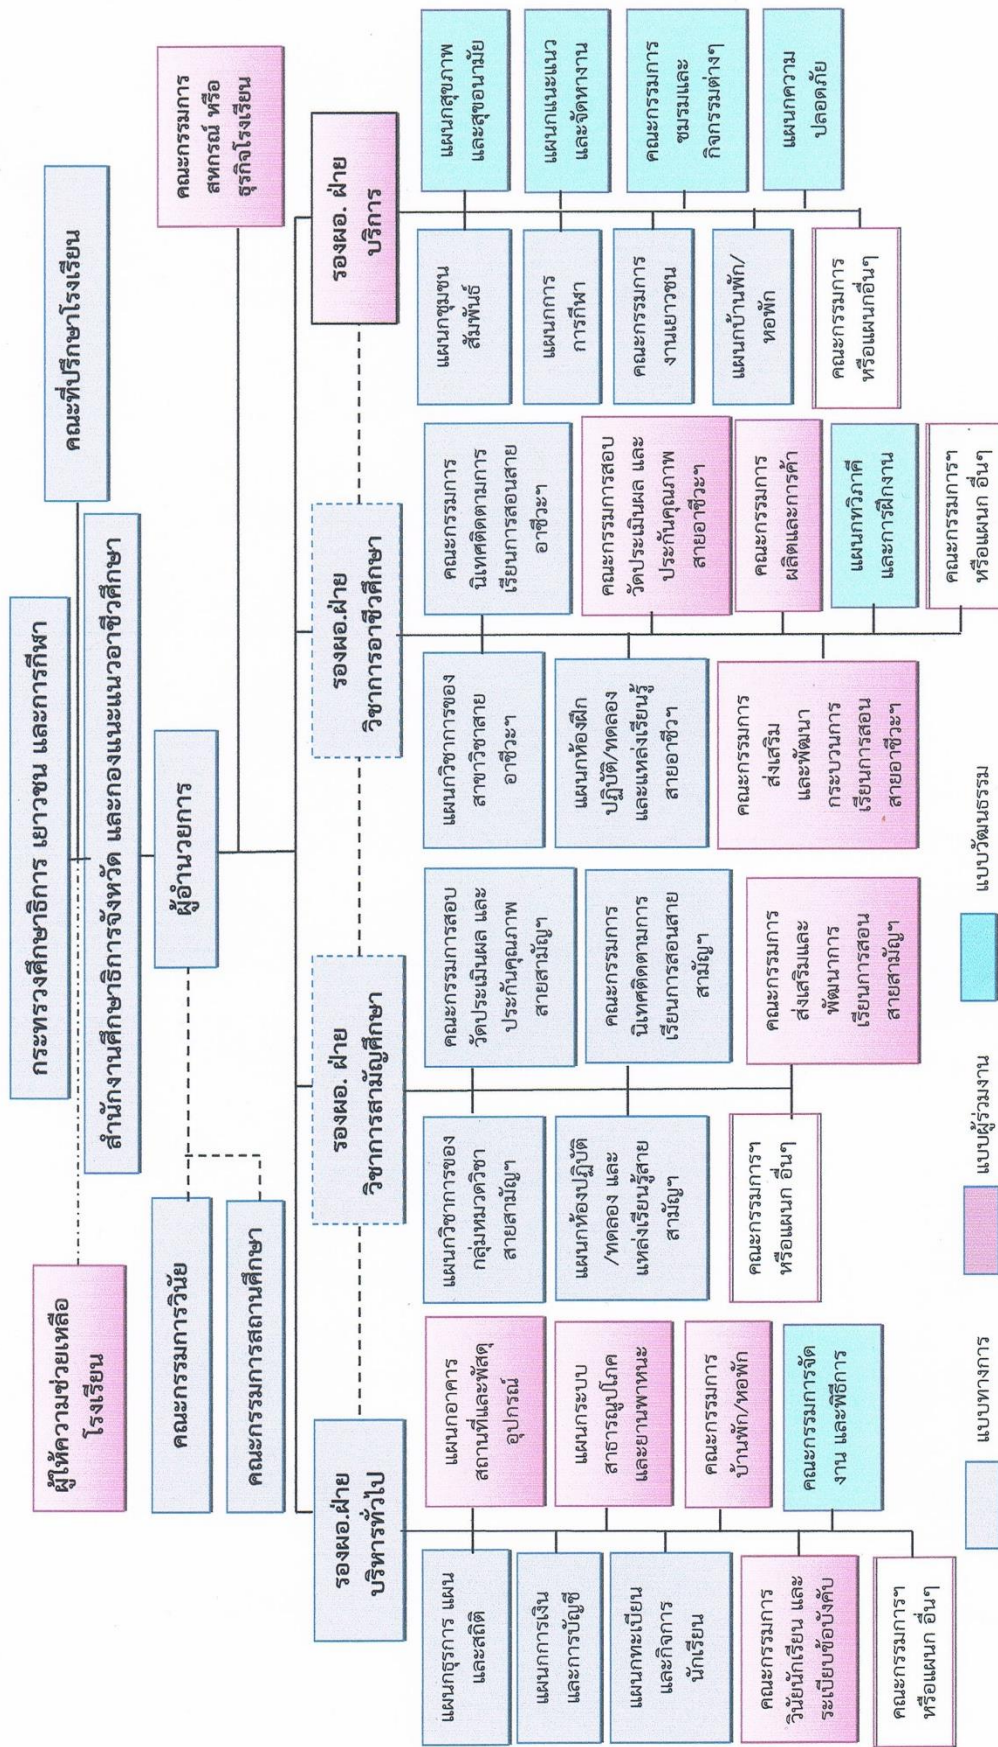 กระทรวงศึกษาธิการ เยาวชน และการกีฬา
ผู้ให้ความช่วยเหลือ
โรงเรียน
คณะที่ปรึกษาโรงเรียน
สำนักงานศึกษาธิการจังหวัด และกองแนะแนวอาชีวศึกษา
คณะกรรมการวินัย
คณะกรรมการสถานศึกษา
ผู้อำนวยการ
คณะกรรมการ
สหกรณ์ หรือ
ธุรกิจโรงเรียน
รองผอ.ฝ่าย
บริหารทั่วไป
รองผอ. ฝ่าย
วิชาการสามัญศึกษา
รองผอ.ฝ่าย
วิชาการอาชีวศึกษา
รองผอ. ฝ่าย
บริการ
แผนกธุรการ แผน
และสถิติ
แผนกการเงิน
และการบัญชี
แผนกทะเบียน
และกิจการ
นักเรียน
คณะกรรมการ
วินัยนักเรียน และ
ระเบียบข้อบังคับ
คณะกรรมการฯ
หรือแผนก อื่นๆ
แผนกอาคาร
สถานที่และพัสดุ
อุปกรณ์
แผนกระบบ
สาธารณูปโภค
และยานพาหนะ
คณะกรรมการ
บ้านพัก/หอพัก
คณะกรรมการจัด
งาน และพิธีการ
แผนกวิชาการของ
กลุ่มหมวดวิชา
สายสามัญฯ
แผนกห้องปฏิบัติ
/ทดลอง และ
แหล่งเรียนรู้สาย
สามัญฯ
คณะกรรมการฯ
หรือแผนก อื่นๆ
คณะกรรมการสอบ
วัดประเมินผล และ
ประกันคุณภาพ
สายสามัญฯ
คณะกรรมการ
นิเทศติดตามการ
เรียนการสอนสาย
สามัญฯ
คณะกรรมการ
ส่งเสริมและ
พัฒนาการ
เรียนการสอน
สายสามัญฯ
แผนกวิชาการของ
สาขาวิชาสาย
อาชีวะฯ
แผนกห้องฝึก
ปฏิบัติ/ทดลอง
และแหล่งเรียนรู้
สายอาชีวฯ
คณะกรรมการ
ส่งเสริม
และพัฒนา
กระบวนการ
เรียนการสอน
สายอาชีวะฯ
คณะกรรมการ
นิเทศติดตามการ
เรียนการสอนสาย
อาชีวะฯ
คณะกรรมการสอบ
วัดประเมินผล และ
ประกันคุณภาพ
สายอาชีวะฯ
คณะกรรมการ
ผลิตและการค้า
แผนกทวิภาคี
และการฝึกงาน
คณะกรรมการฯ
หรือแผนก อื่นๆ
แผนกชุมชน
สัมพันธ์
แผนกการ
การกีฬา
คณะกรรมการ
งานเยาวชน
แผนกบ้านพัก/
หอพัก
คณะกรรมการ
หรือแผนกอื่นๆ
แผนกสุขภาพ
และสุขอนามัย
แผนกแนะแนว
และจัดหางาน
คณะกรรมการ
ชมรมและ
กิจกรรมต่างๆ
แผนกความ
ปลอดภัย
แบบทางการ
แบบผู้ร่วมงาน
แบบวัฒนธรรม